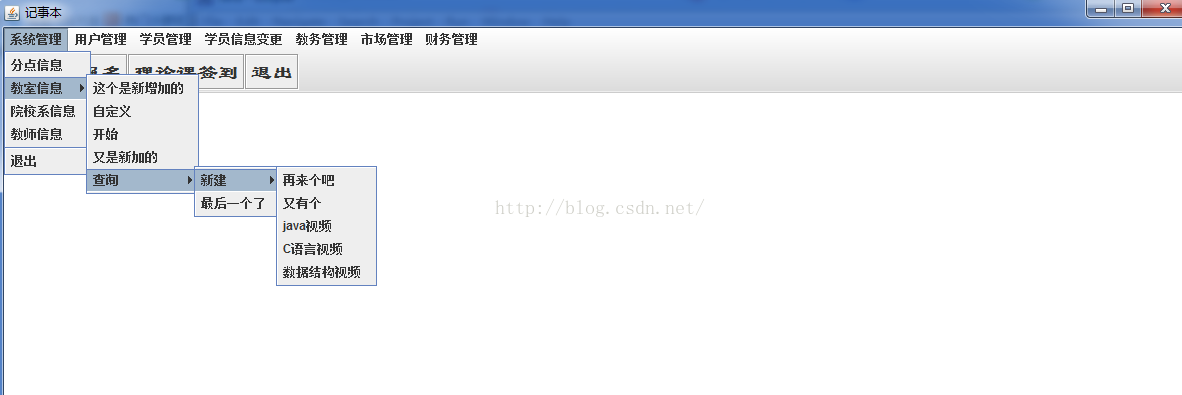 记事本
系统管理 用户管理 学员管理 学员信息变更 教务管理 市场管理 财务管理
理论课签到 退出
分点信息
教室信息
院校系信息
教师信息
退出
这个是新增加的
自定义
开始
又是新加的
查询
新建
最后一个了
再来个吧
又有个
java视频
C语言视频
数据结构视频
http://blog.csdn.net/